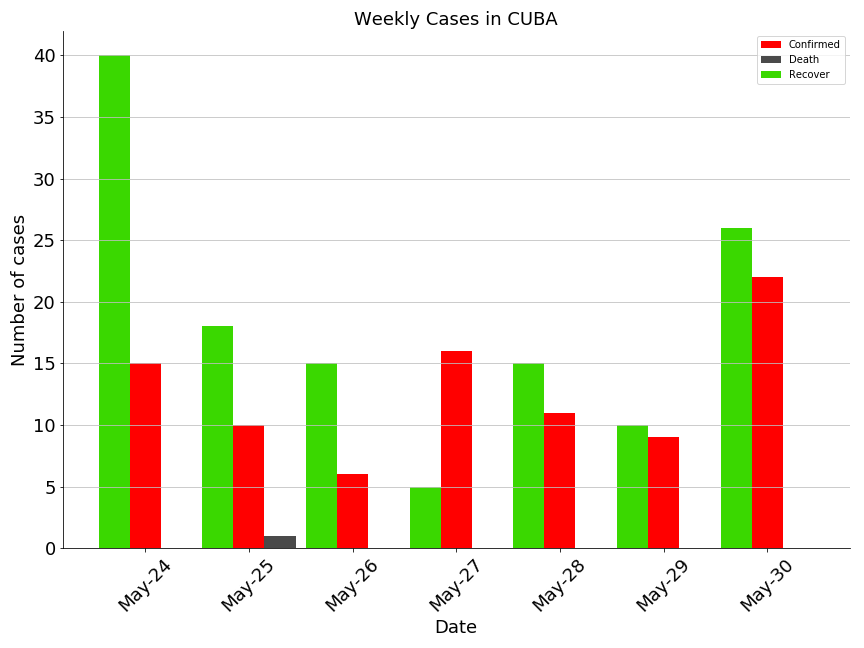 Weekly Cases in CUBA
Confirmed
Death
Recover
Number of cases
40
35
30
25
20
15
10
5
0
May-24
May-25
May-26
May-27
May-28
May-29
May-30
Date